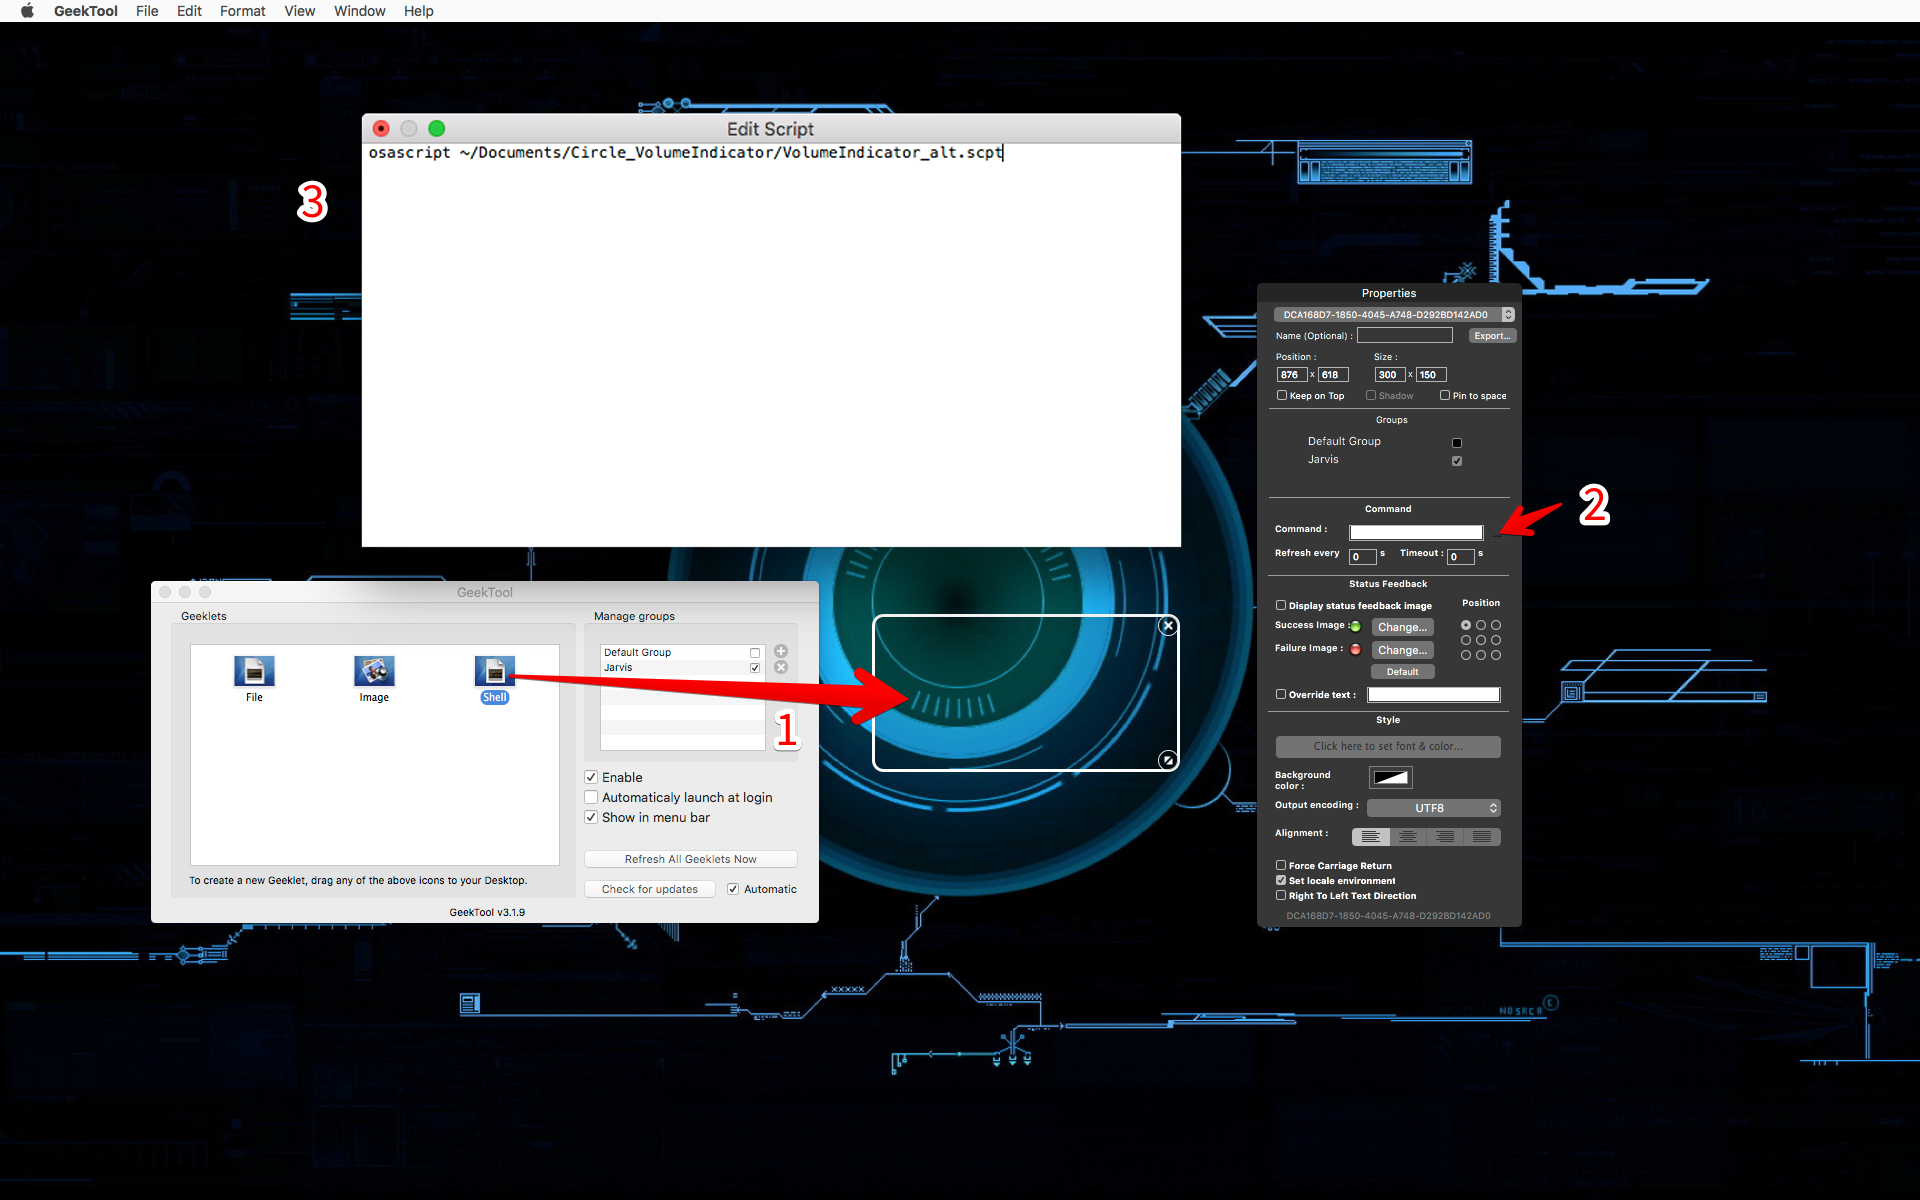 GeekTool File Edit Format View Window Help
Edit Script
osascript ~/Documents/Circle_VolumeIndicator/VolumeIndicator_alt.scpt
3
Properties
DCA168D7-1850-4045-A748-D292BD142AD0
Name (Optional) : Export...
Position : Size :
876 x 618 300 x 150
Keep on Top Shadow Pin to space
Groups
Default Group
Jarvis
Command
Command : ...
2
Refresh every 0 s Timeout : 0 s
Status Feedback
Display status feedback image Position
Success Image : Change...
Failure Image : Change...
Default
Override text :
Style
Click here to set font & color...
Background
color :
Output encoding : UTF8
Alignment :
Force Carriage Return
Set locale environment
Right To Left Text Direction
DCA168D7-1850-4045-A748-D292BD142AD0
GeekTool
Geeklets
File Image Shell
To create a new Geeklet, drag any of the above icons to your Desktop.
Manage groups
Default Group
Jarvis
1
Enable
Automaticaly launch at login
Show in menu bar
Refresh All Geeklets Now
Check for updates Automatic
GeekTool v3.1.9